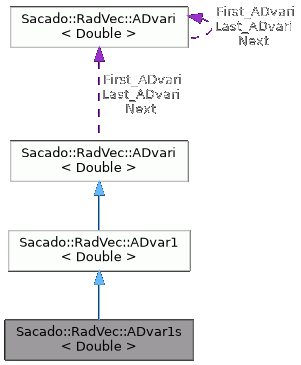 Sacado::RadVec::ADvari
< Double >
First_ADvari
Last_ADvari
Next
First_ADvari
Last_ADvari
Next
Sacado::RadVec::ADvari
< Double >
Sacado::RadVec::ADvar1
< Double >
Sacado::RadVec::ADvar1s
< Double >